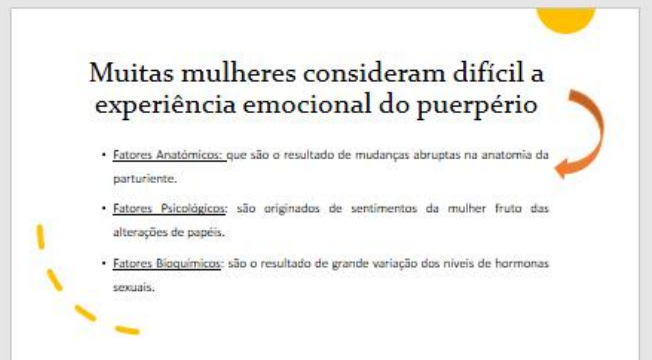 Muitas mulheres consideram difícil a
experiência emocional do puerpério
• Fatores Anatómicos: que são o resultado de mudanças abruptas na anatomia da
parturiente.
• Fatores Psicológicos: são originados de sentimentos da mulher fruto das
alterações de papéis.
• Fatores Bioquímicos: são o resultado de grande variação dos níveis de hormonas
sexuais.